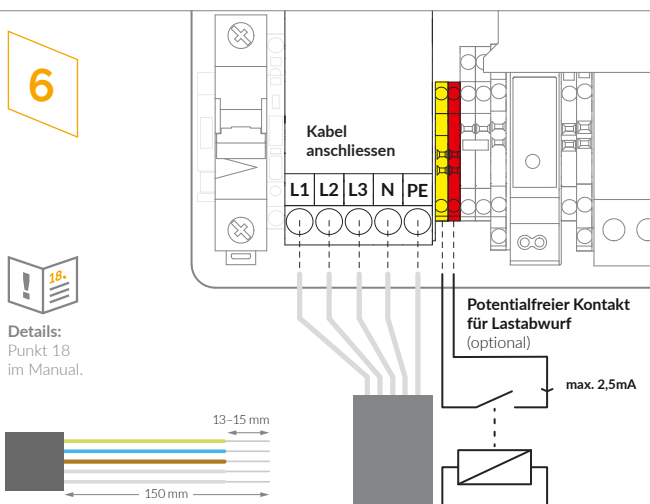 6
Kabel
anschliessen
L1 L2 L3 N PE
18.
Details:
Punkt 18
im Manual.
Potentialfreier Kontakt
für Lastabwurf
(optional)
max. 2,5mA
13–15 mm
150 mm